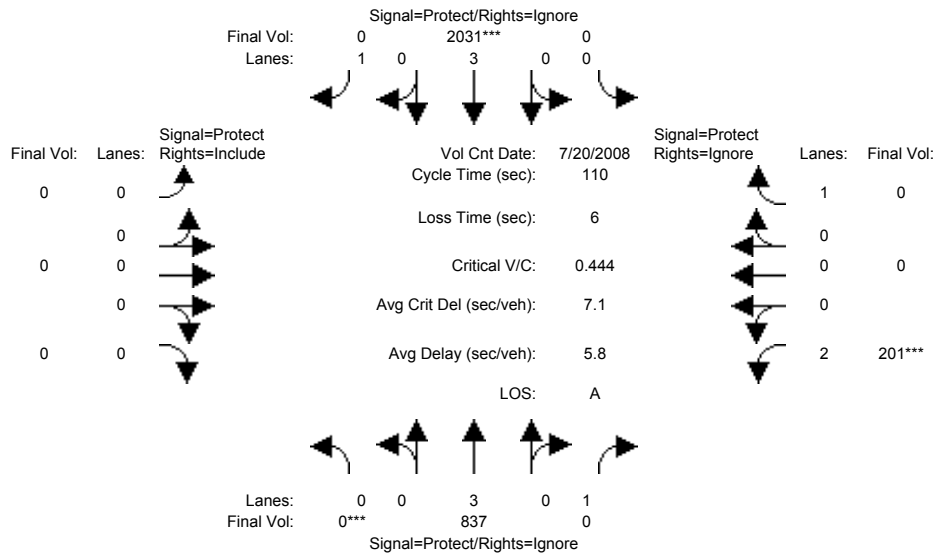 Signal=Protect/Rights=Ignore
Final Vol: 0 2031*** 0
Lanes: 1 0 3 0 0
Signal=Protect
Final Vol: Lanes: Rights=Include
Vol Cnt Date: 7/20/2008
Signal=Protect
Rights=Ignore Lanes: Final Vol:
Cycle Time (sec): 110
0 0
1 0
Loss Time (sec): 6
0
0
0 0
Critical V/C: 0.444
0 0
0
Avg Crit Del (sec/veh): 7.1
0
0 0
Avg Delay (sec/veh): 5.8
2 201***
LOS: A
Lanes: 0 0 3 0 1
Final Vol: 0*** 837 0
Signal=Protect/Rights=Ignore